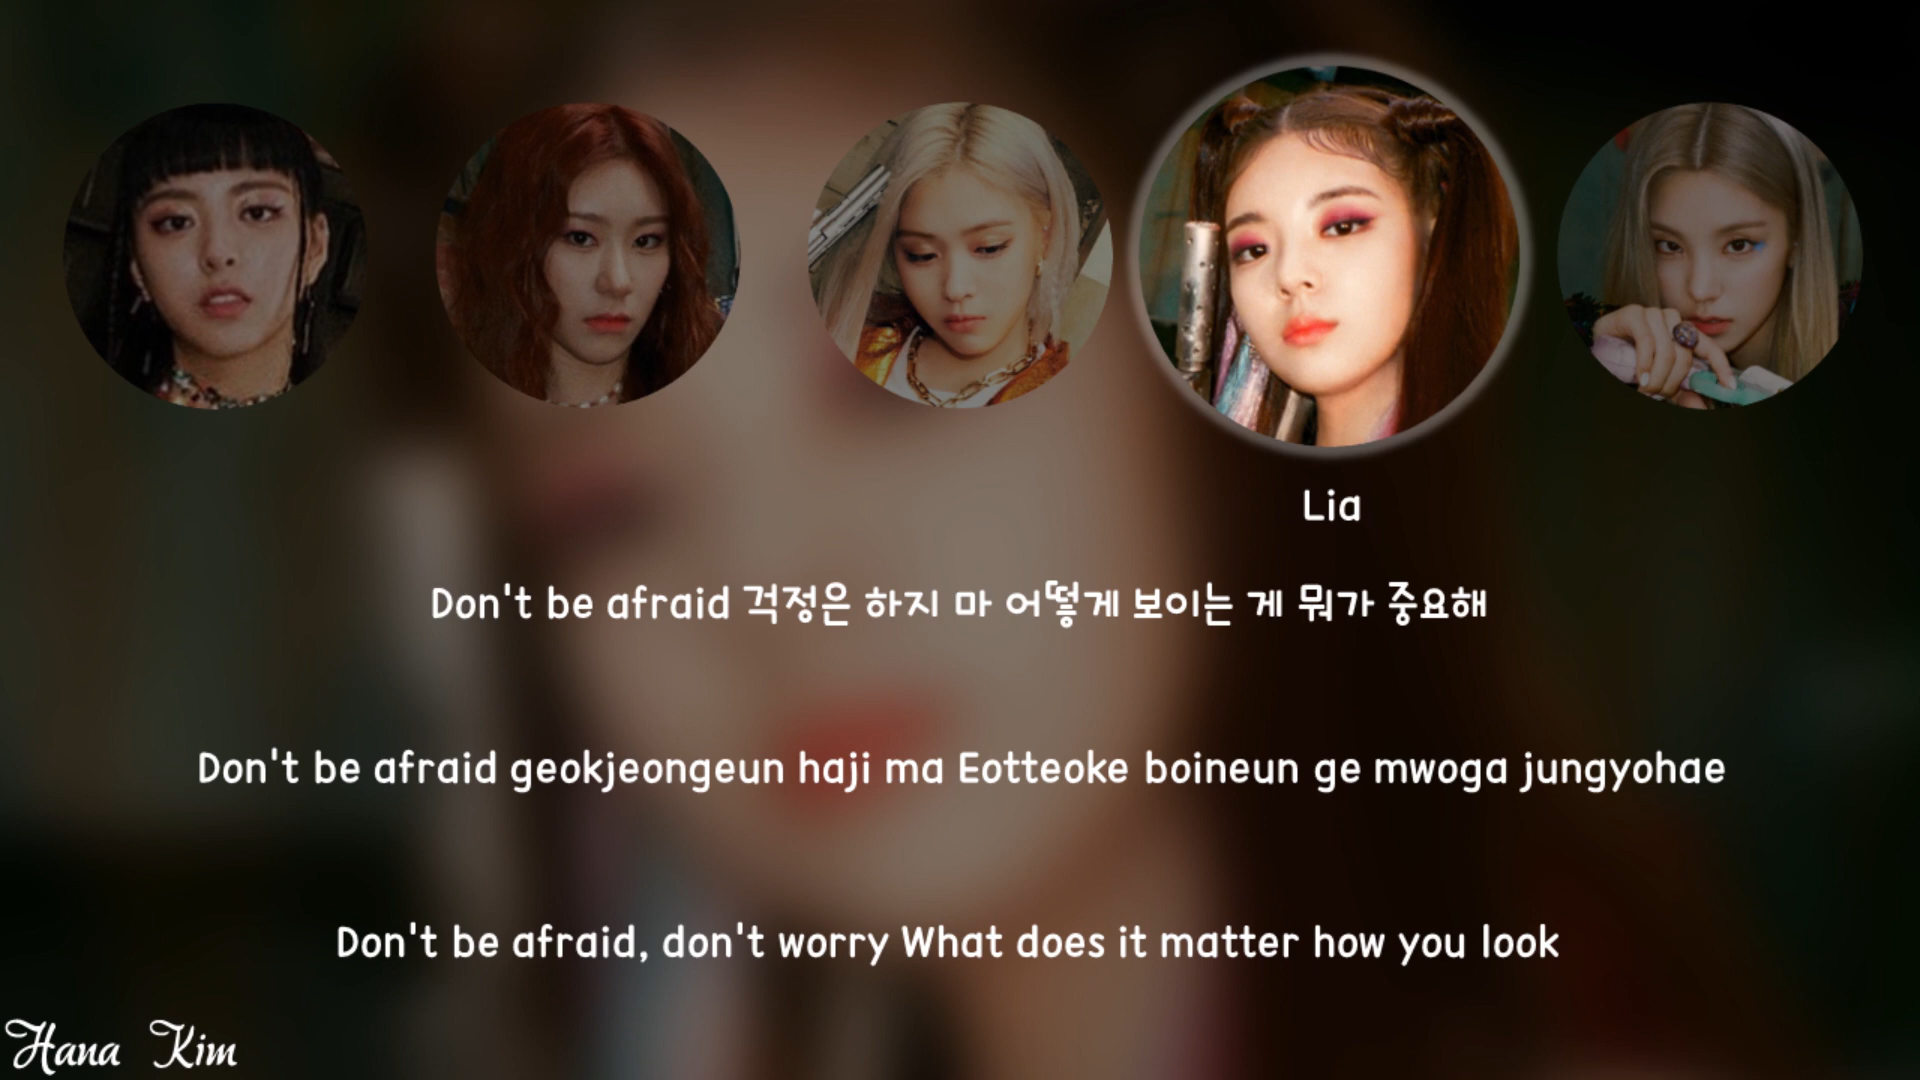 Lia
Don't be afraid 걱정은 하지 마 어떻게 보이는 게 뭐가 중요해
Don't be afraid geokjeongeun haji ma Eotteoke boineun ge mwoga jungyohae
Don't be afraid, don't worry What does it matter how you look
Hana Kim